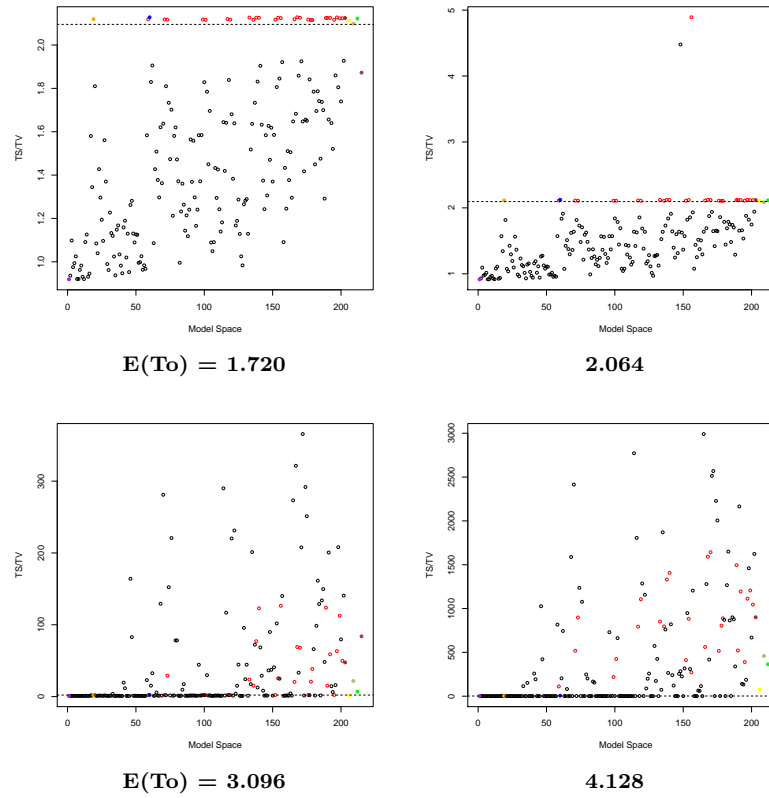 TS/TV
1.0 1.2 1.4 1.6 1.8 2.0
0 50 100 150 200
Model Space
E(To) = 1.720
TS/TV
1 2 3 4 5
0 50 100 150 200
Model Space
2.064
TS/TV
0 100 200 300
0 50 100 150 200
Model Space
E(To) = 3.096
TS/TV
0 500 1000 1500 2000 2500 3000
0 50 100 150 200
Model Space
4.128